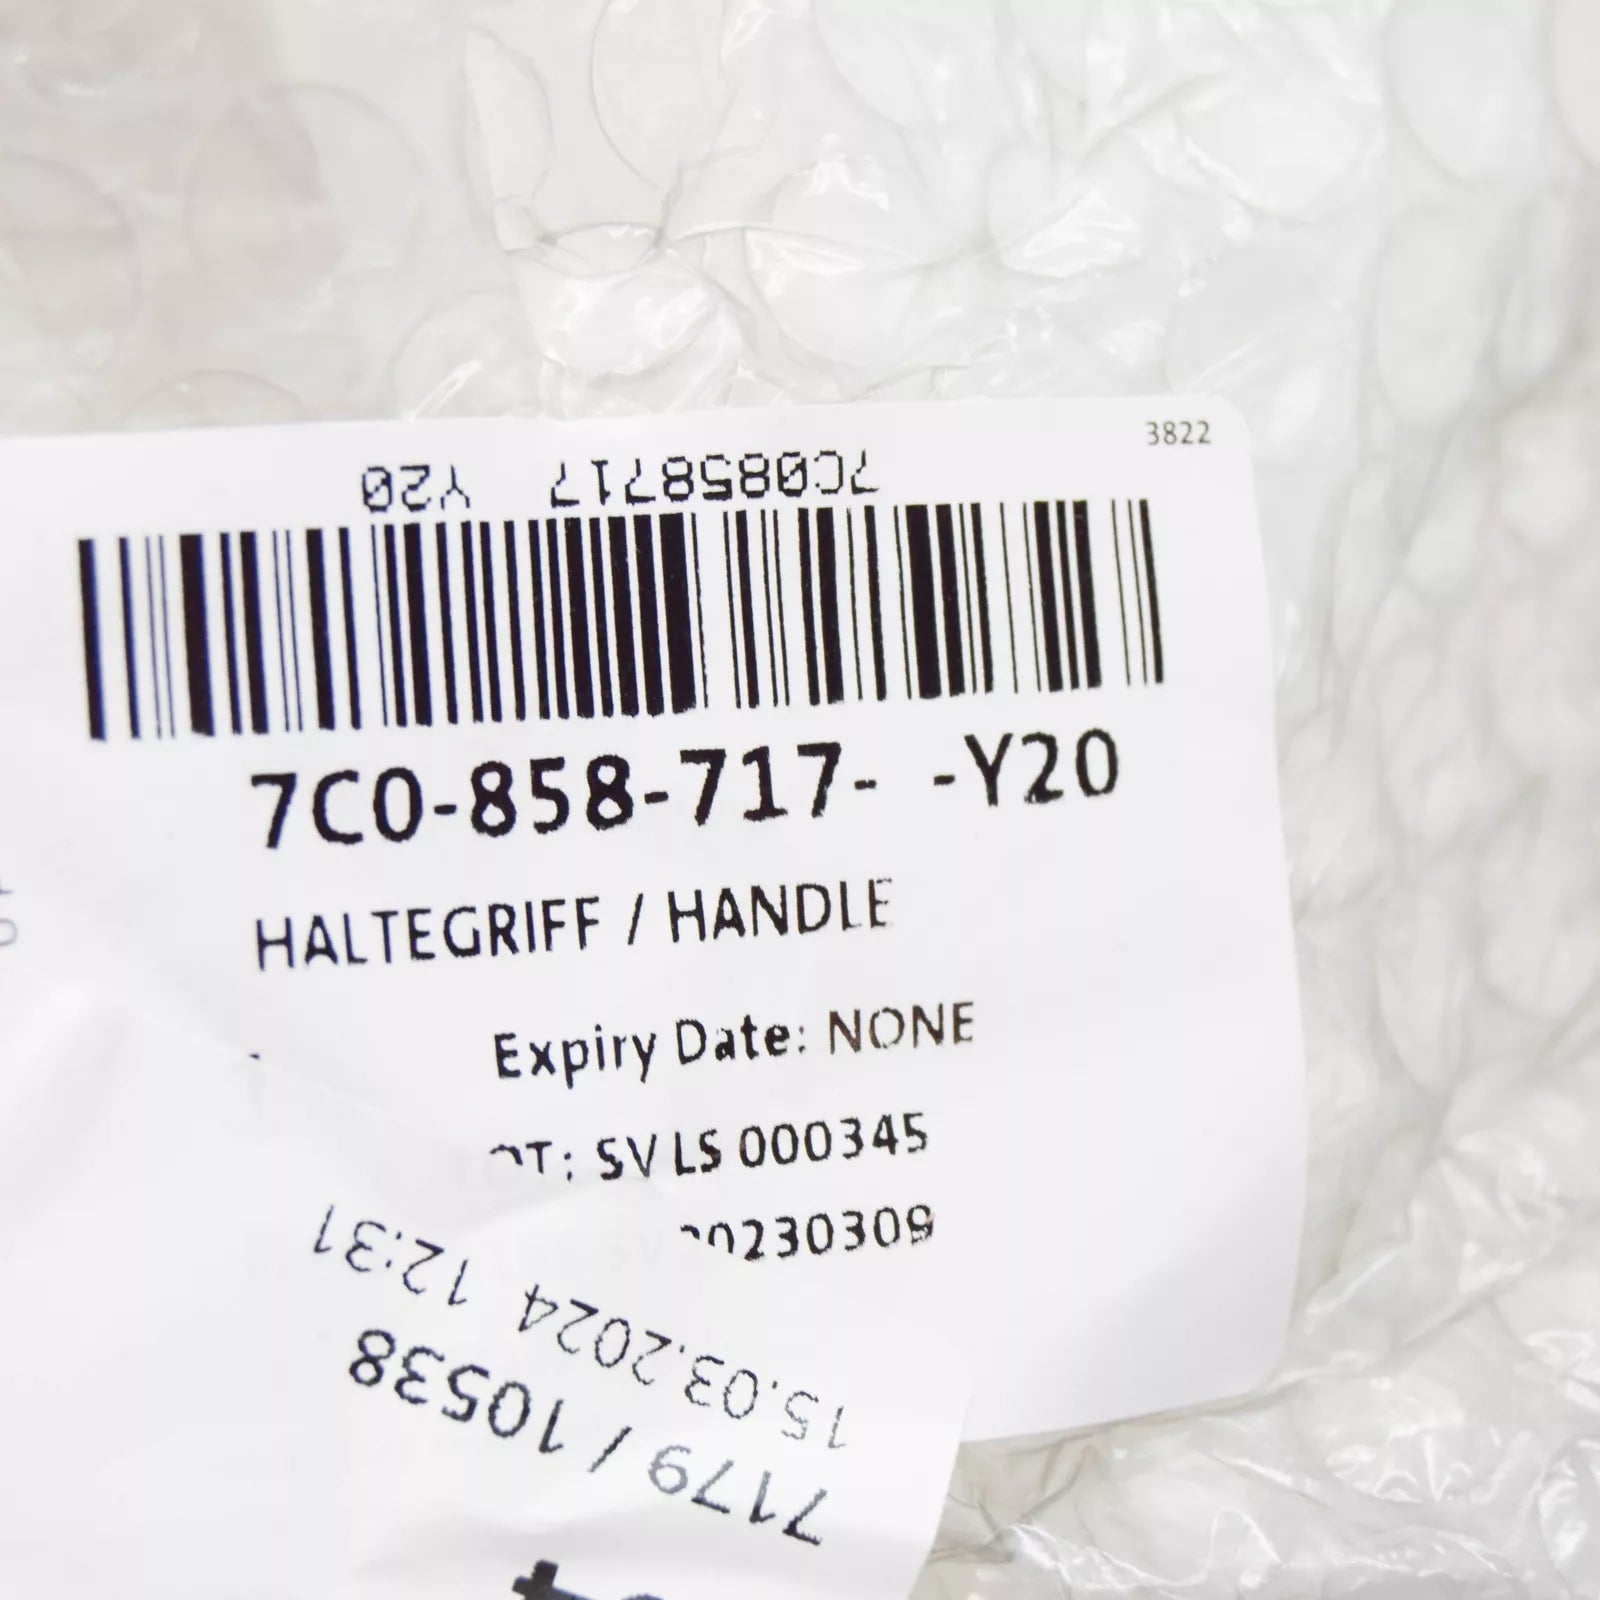 3822
7C0858717 Y20
7C0-858-717- -Y20
HALTEGRIFF / HANDLE
Expiry Date: NONE
SV LS 000345
0230309
15.03.2024 12:31
7179 / 10538